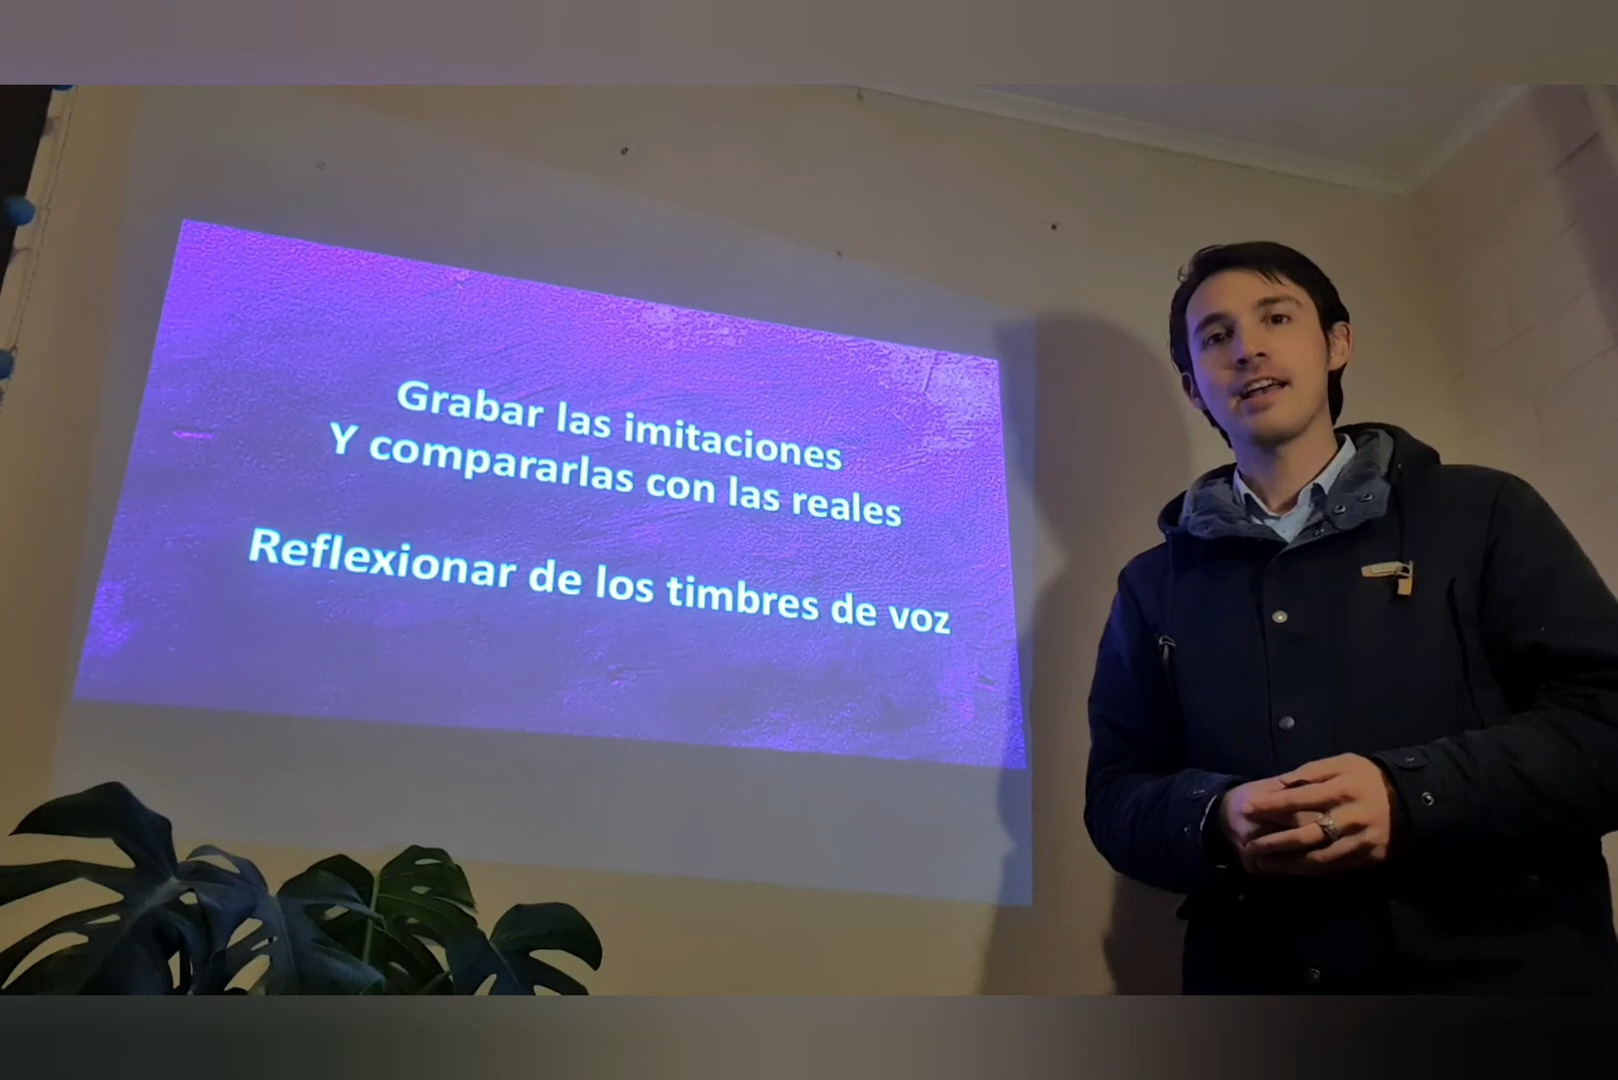 Grabar las imitaciones
Y compararlas con las reales
Reflexionar de los timbres de voz